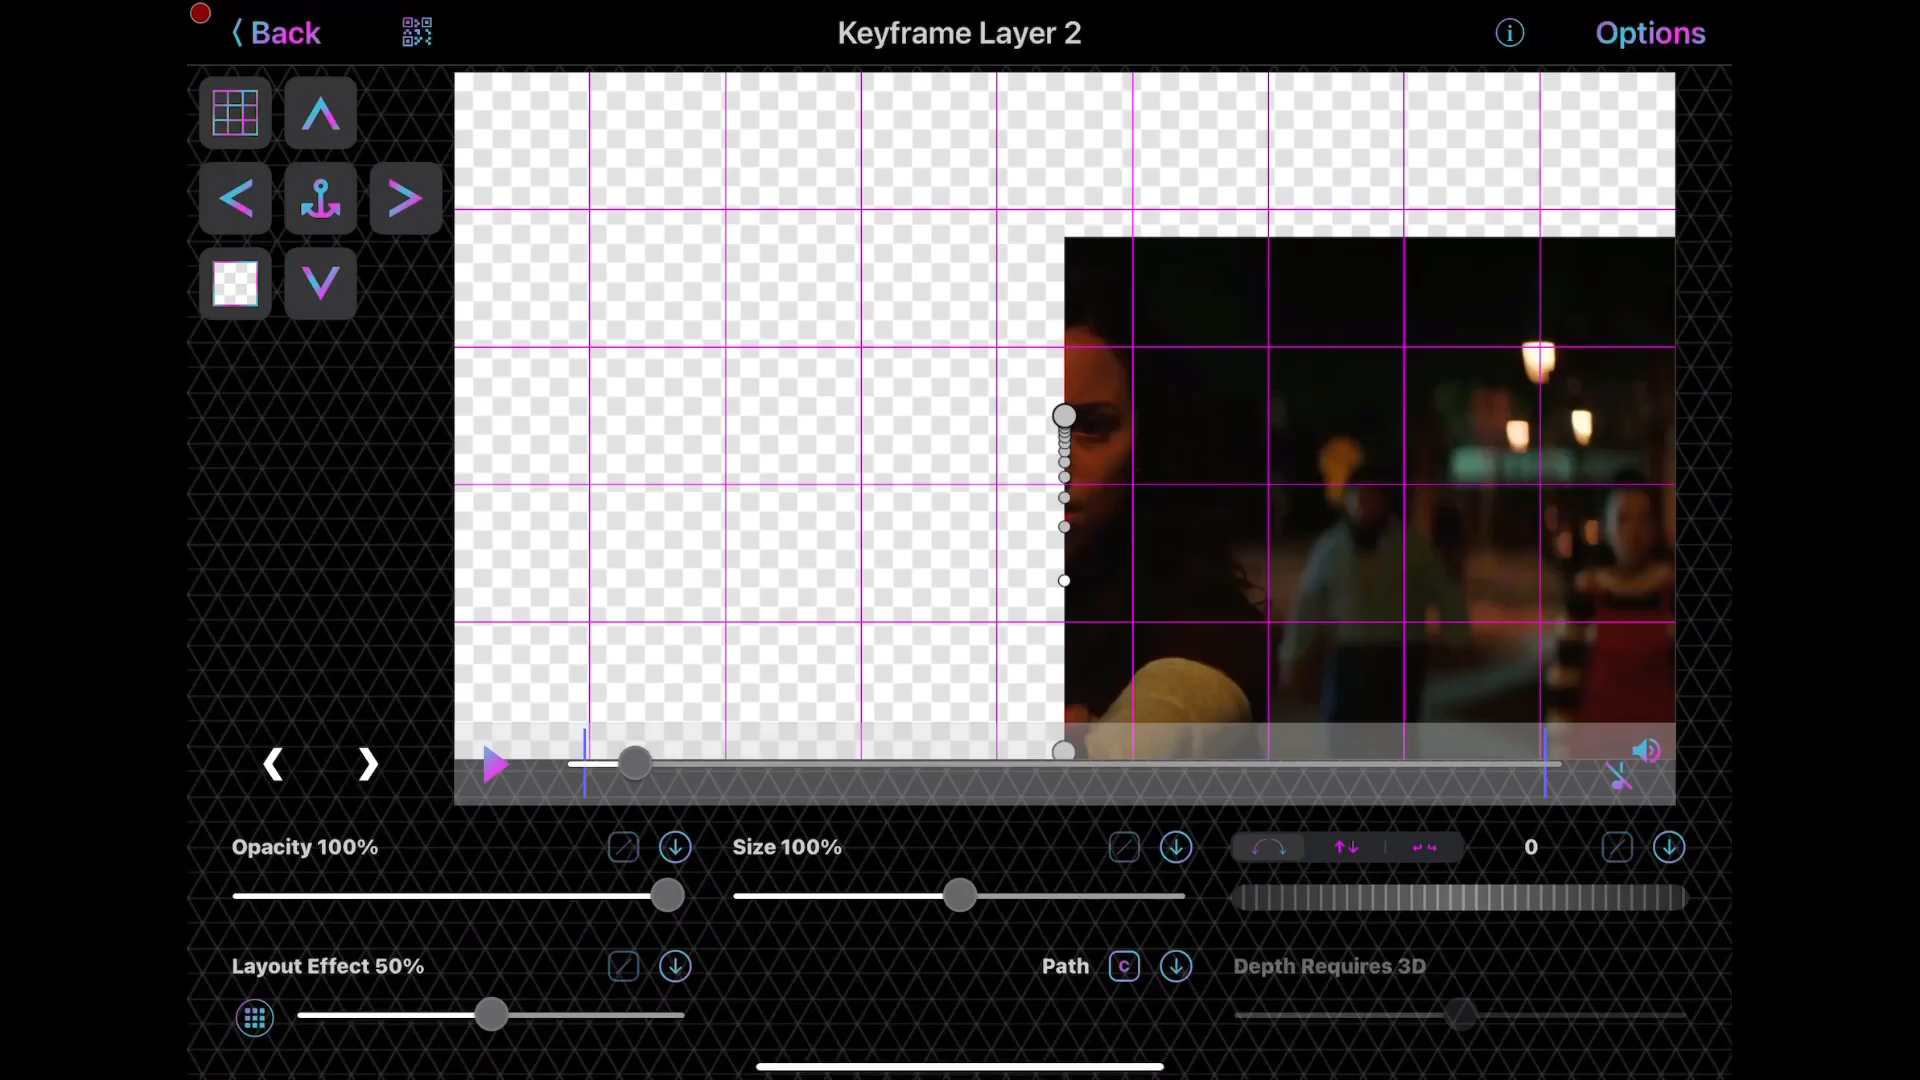 Back
Keyframe Layer 2
i
Options
Opacity 100%
Size 100%
0
Layout Effect 50%
Path
C
Depth Requires 3D